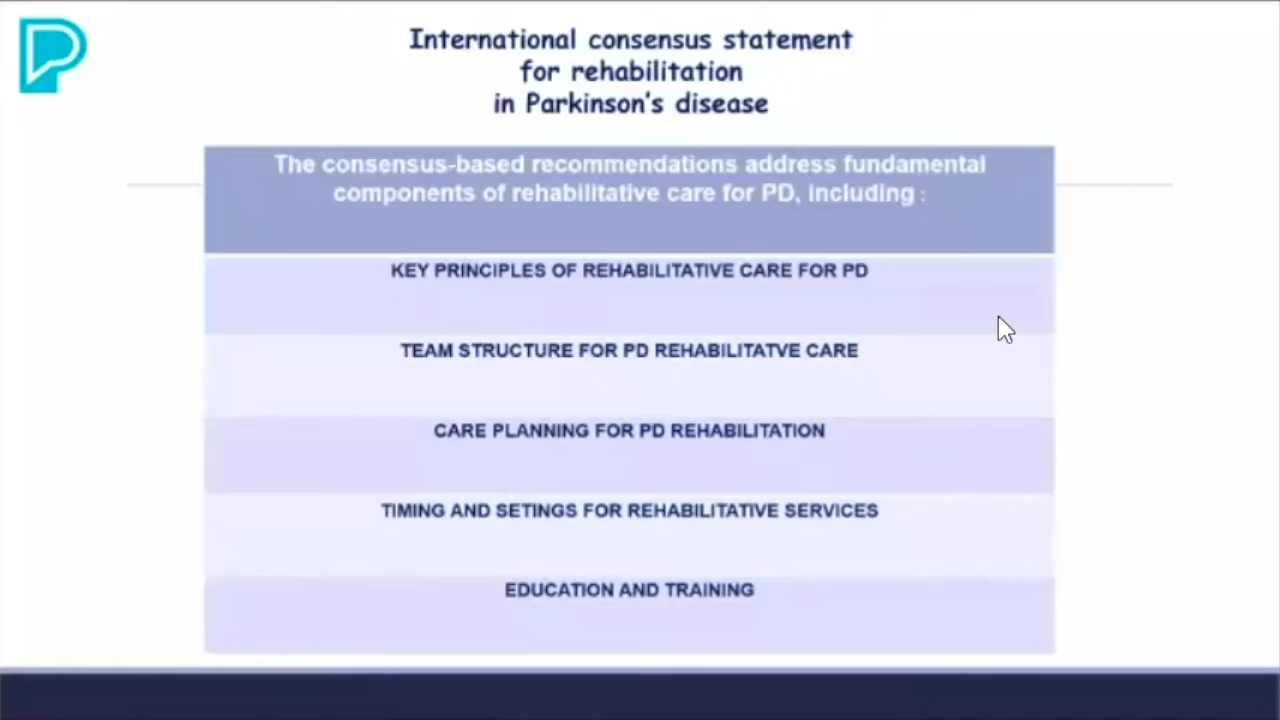 International consensus statement
for rehabilitation
in Parkinson's disease
The consensus-based recommendations address fundamental
components of rehabilitative care for PD, including :
KEY PRINCIPLES OF REHABILITATIVE CARE FOR PD
TEAM STRUCTURE FOR PD REHABILITATVE CARE
CARE PLANNING FOR PD REHABILITATION
TIMING AND SETINGS FOR REHABILITATIVE SERVICES
EDUCATION AND TRAINING